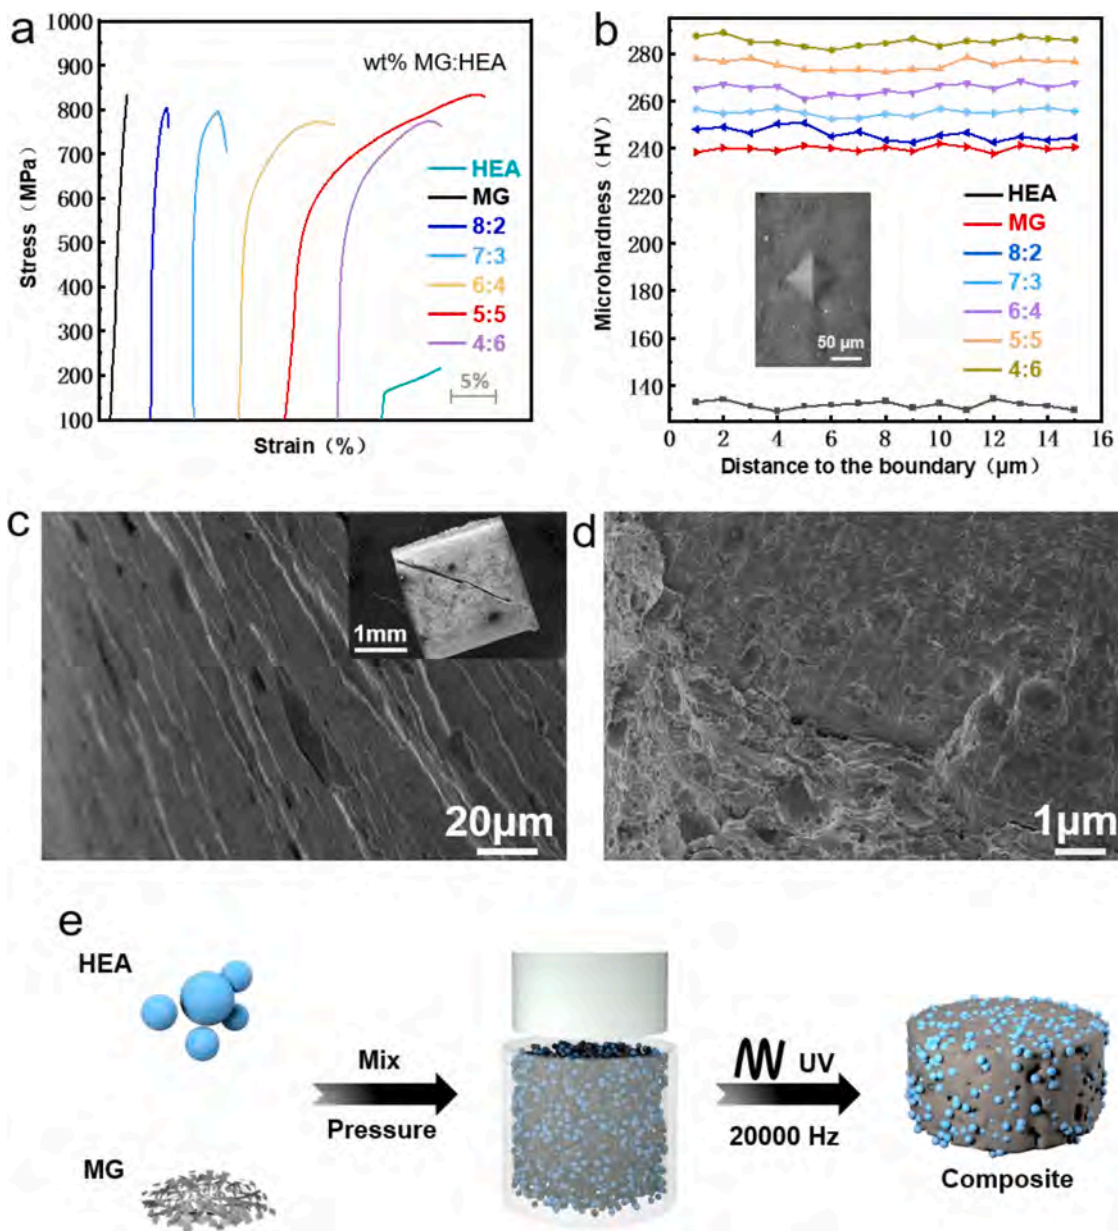 a
1000
900
800
700
600
500
400
300
200
100
Stress（MPa）
wt% MG:HEA
HEA
MG
8:2
7:3
6:4
5:5
4:6
5%
Strain（%）
b
280
260
240
220
200
180
160
140
Microhardness（HV）
HEA
MG
8:2
7:3
6:4
5:5
4:6
50 μm
0 2 4 6 8 10 12 14 16
Distance to the boundary（μm）
c
1mm
20μm
d
1μm
e
HEA
MG
Mix
Pressure
UV
20000 Hz
Composite